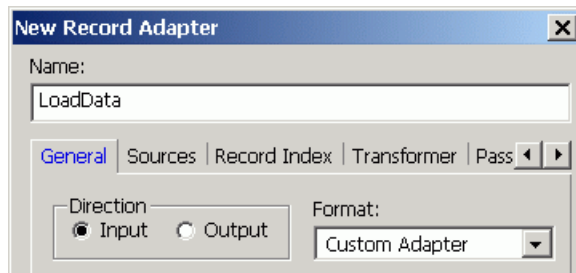 New Record Adapter
Name:
LoadData
General Sources Record Index Transformer Pass
Direction
Format:
Input Output
Custom Adapter